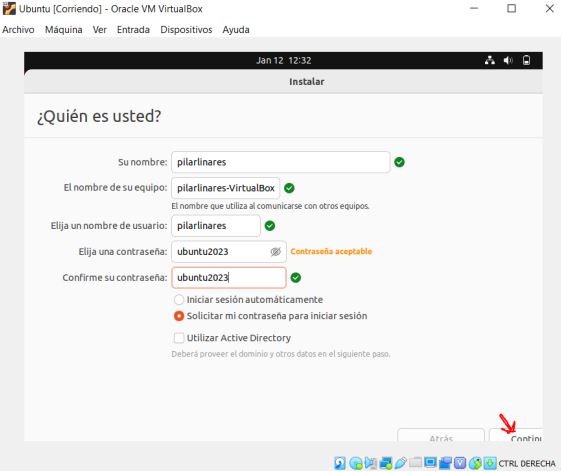 Ubuntu [Corriendo] - Oracle VM VirtualBox
Archivo Máquina Ver Entrada Dispositivos Ayuda
Jan 12 12:32
Instalar
¿Quién es usted?
Su nombre: pilarlinares
El nombre de su equipo: pilarlinares-VirtualBox
El nombre que utiliza al comunicarse con otros equipos.
Elija un nombre de usuario: pilarlinares
Elija una contraseña: ubuntu2023 Contraseña aceptable
Confirme su contraseña: ubuntu2023
Iniciar sesión automáticamente
Solicitar mi contraseña para iniciar sesión
Utilizar Active Directory
Deberá proveer el dominio y otros datos en el siguiente paso.
Atrás Continu
CTRL DERECHA